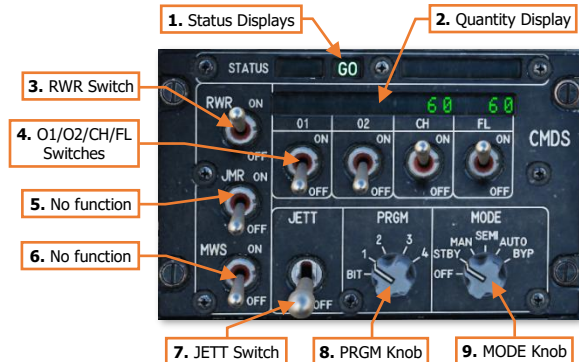 1. Status Displays
2. Quantity Display
STATUS
GO
3. RWR Switch
RWR ON
OFF
60 60
O1 O2 CH FL
ON ON ON ON
OFF OFF OFF OFF
CMDS
4. O1/O2/CH/FL
Switches
JMR ON
OFF
5. No function
MWS ON
OFF
6. No function
JETT
OFF
PRGM
BIT 1 2 3 4
MODE
OFF STBY MAN SEMI AUTO BYP
7. JETT Switch
8. PRGM Knob
9. MODE Knob